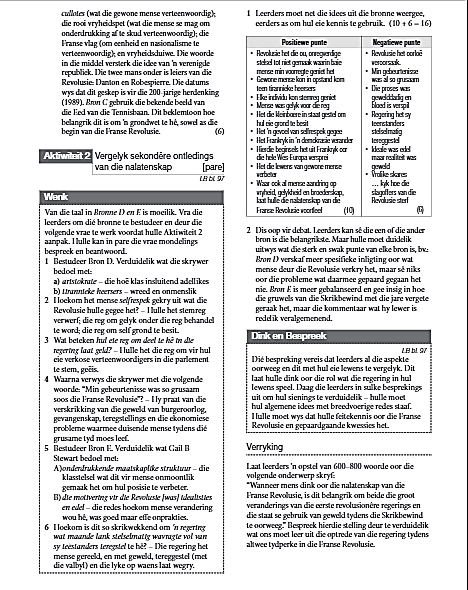 cullotes (wat die gewone mense verteenwoordig);
die rooi vryheidspet (wat die mense se mag om
onderdrukking af te skud verteenwoordig); die
Franse vlag (om eenheid en nasionalisme te
verteenwoordig); en vryheidsduiwe. Die woorde
in die middel versterk die idee van 'n verenigde
republiek. Die twee mans onder is leiers van die
Revolusie: Danton en Robespierre. Die datums
wys dat dit geskep is vir die 200-jarige herdenking
(1989). Bron C gebruik die bekende beeld van
die Eed van die Tennisbaan. Dit beklemtoon hoe
belangrik dit is om 'n grondwet te hê, sowel as die
begin van die Franse Revolusie. (6)
Aktiwiteit 2 Vergelyk sekondêre ontledings
van die nalatenskap [pare]
LB bl. 97
Werk
Van die taal in Bronne D en E is moeilik. Vra die
leerders om dié bronne te bestudeer en deur die
volgende vrae te werk voordat hulle Aktiwiteit 2
aanpak. Hulle kan in pare die vrae mondelings
bespreek en beantwoord.
1 Bestudeer Bron D. Verduidelik wat die skrywer
bedoel met:
a) aristokrate – die hoë klas insluitend adellikes
b) tirannieke heersers – wreed en onmenslik
2 Hoekom het mense selfrespek gekry uit wat die
Revolusie hulle gegee het? – Hulle het stemreg
verwerf; die reg om gelyk onder die reg behandel
te word; die reg om self grond te besit.
3 Wat beteken hul eie reg om deel te hê in die
regering laat geld? – Hulle het die reg om vir hul
eie verkose verteenwoordigers in die parlement
te stem, geëis.
4 Waarna verwys die skrywer met die volgende
woorde: "Min gebeurtenisse was so grusaam
soos die Franse Revolusie"? – Hy praat van die
verskrikking van die geweld van burgeroorlog,
gevangenskap, teregstellings en die ekonomiese
probleme waarmee duisende mense tydens dié
grusame tyd moes leef.
5 Bestudeer Bron E. Verduidelik wat Gail B
Stewart bedoel met:
A) onderdrukkende maatskaplike struktuur – die
klasstelsel wat dit vir mense onmoontlik
gemaak het om hul posisie te verbeter.
B) die motivering vir die Revolusie [was] idealisties
en edel – die redes hoekom mense verandering
wou hê, was goed maar effe onprakties.
6 Hoekom is dit so skrikwekkend om 'n regering
wat maande lank stelselmatig wavragte vol van
sy teestanders teregstel te hê? – Die regering het
mense gereeld, en met geweld, tereggestel (met
die valbyl) en die lyke op waens laat wegry.
1 Leerders moet net die idees uit die bronne weergee,
eerders as om hul eie kennis te gebruik. (10 + 6 = 16)
Positiewe punte Negatiewe punte
• Revolusie het die ou, onregverdige
stelsel tot niet gemaak waarin baie
mense min voorregte geniet het
• Gewone mense kon in opstand kom
teen tirannieke heersers
• Elke individu kon stemreg geniet
• Mense was gelyk voor die reg
• Het die kleinboere in staat gestel om
hul eie grond te besit
• Het 'n gevoel van selfrespek gegee
• Het Frankryk in 'n demokrasie verander
• Hierdie beginsels het uit Frankryk oor
die hele Wes-Europa versprei
• Het die lewens van gewone mense
verbeter
• Waar ook al mense aandring op
vryheid, gelykheid en broederskap,
laat hulle die nalatenskap van die
Franse Revolusie voortleef (10)
• Revolusie het oorloë
veroorsaak.
• Min gebeurtenisse
was al so grusaam
• Die proses was
gewelddadig en
bloed is vergiet
• Regering het sy
teenstanders
stelselmatig
tereggestel
• Ideale was edel
maar realiteit was
geweld
• Vrolike skares
… kyk hoe die
slagoffers van die
Revolusie sterf
(6)
2 Dis oop vir debat. Leerders kan sê die een of die ander
bron is die belangrikste. Maar hulle moet duidelik
uitwys wat die sterk en swak punte van elke bron is, bv.:
Bron D verskaf meer spesifieke inligting oor wat
mense deur die Revolusie verkry het, maar sê niks
oor die probleme wat daarmee gepaard gegaan het
nie. Bron E is meer gebalanseerd en gee insig in hoe
die gruwels van die Skrikbewind met die jare vergete
geraak het, maar die kommentaar wat hy lewer is
redelik veralgemenend.
Dink en Bespreek
LB bl. 97
Dié bespreking vereis dat leerders al die aspekte
oorweeg en dit met hul eie lewens te vergelyk. Dit
laat hulle dink oor die rol wat die regering in hul
lewens speel. Daag die leerders in sulke besprekings
uit om hul sienings te verduidelik – hulle moet
hul algemene idees met breedvoerige redes staaf.
Hulle moet wys dat hulle feitekennis oor die Franse
Revolusie en gepaardgaande kwessies het.
Verryking
Laat leerders 'n opstel van 600–800 woorde oor die
volgende onderwerp skryf:
"Wanneer mens dink oor die nalatenskap van die
Franse Revolusie, is dit belangrik om beide die groot
veranderings van die eerste revolusionêre regerings en
die staat se gebruik van geweld tydens die Skrikbewind
te oorweeg." Bespreek hierdie stelling deur te verduidelik
wat ons moet leer uit die optrede van die regering tydens
altwee tydperke in die Franse Revolusie.